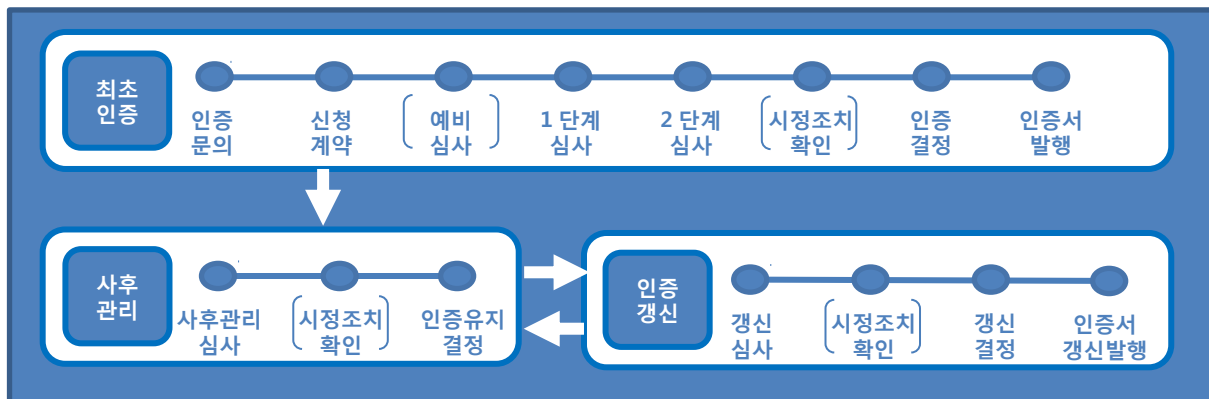 최초
인증
인증
문의
신청
계약
예비
심사
1 단계
심사
2 단계
심사
시정조치
확인
인증
결정
인증서
발행
사후
관리
사후관리
심사
시정조치
확인
인증유지
결정
인증
갱신
갱신
심사
시정조치
확인
갱신
결정
인증서
갱신발행